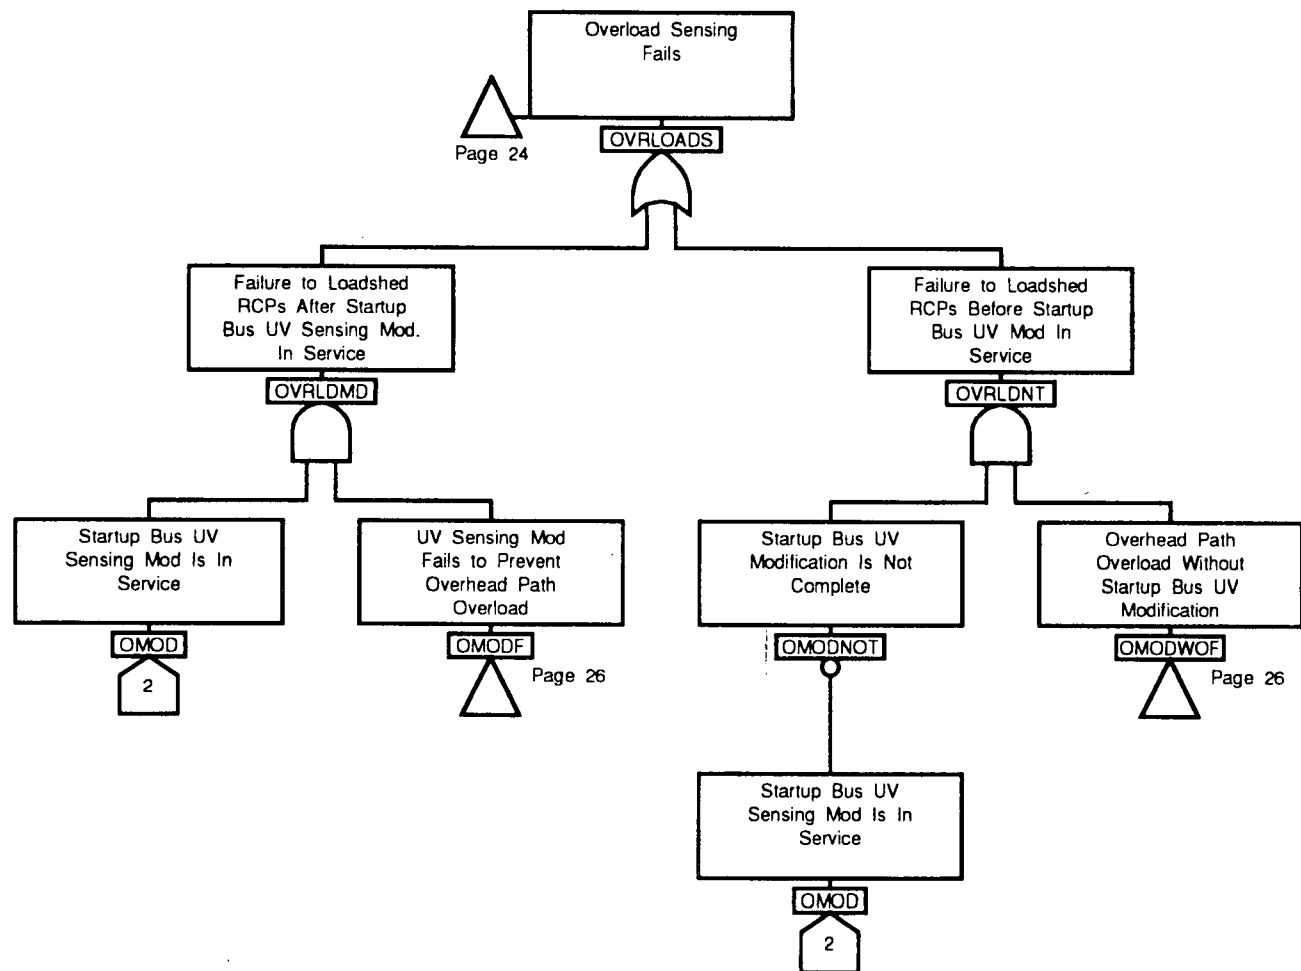 Overload Sensing
Fails
Page 24
OVRLOADS
Failure to Loadshed
RCPs After Startup
Bus UV Sensing Mod.
In Service
OVRLDMD
Failure to Loadshed
RCPs Before Startup
Bus UV Mod In
Service
OVRLDNT
Startup Bus UV
Sensing Mod Is In
Service
OMOD
2
UV Sensing Mod
Fails to Prevent
Overhead Path
Overload
OMODF
Page 26
Startup Bus UV
Modification Is Not
Complete
OMODNOT
Overhead Path
Overload Without
Startup Bus UV
Modification
OMODWOF
Page 26
Startup Bus UV
Sensing Mod Is In
Service
OMOD
2